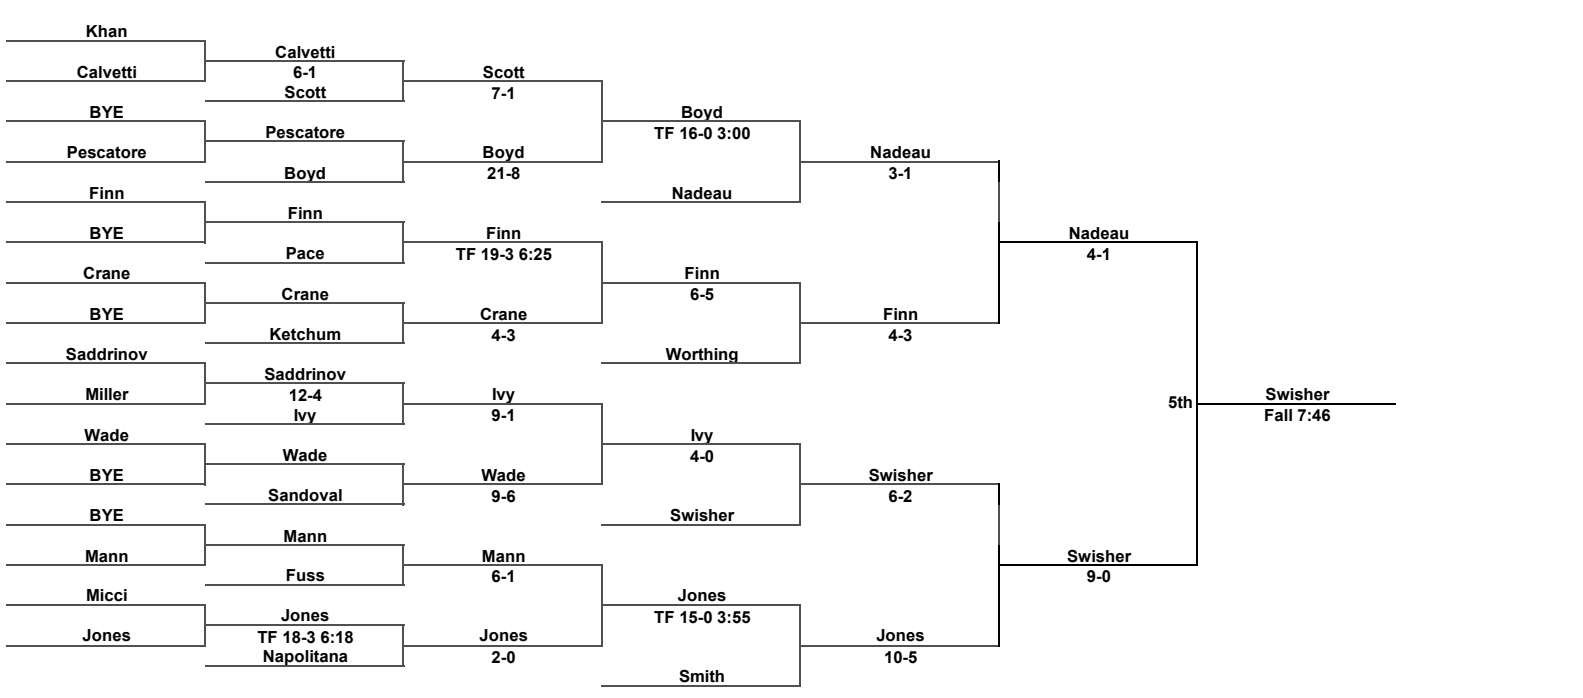 Khan
Calvetti
Calvetti
6-1
Scott
Scott
7-1
BYE
Boyd
TF 16-0 3:00
Pescatore
Pescatore
Boyd
21-8
Nadeau
3-1
Boyd
Finn
Nadeau
Finn
BYE
Finn
TF 19-3 6:25
Nadeau
4-1
Pace
Crane
Finn
6-5
Crane
BYE
Crane
4-3
Finn
4-3
Ketchum
Saddrinov
Worthing
Saddrinov
12-4
Miller
Ivy
9-1
5th
Swisher
Fall 7:46
Ivy
Wade
Ivy
4-0
Wade
BYE
Wade
9-6
Swisher
6-2
Sandoval
BYE
Swisher
Mann
Mann
Mann
6-1
Swisher
9-0
Fuss
Micci
Jones
TF 15-0 3:55
Jones
TF 18-3 6:18
Jones
Jones
2-0
Jones
10-5
Napolitana
Smith